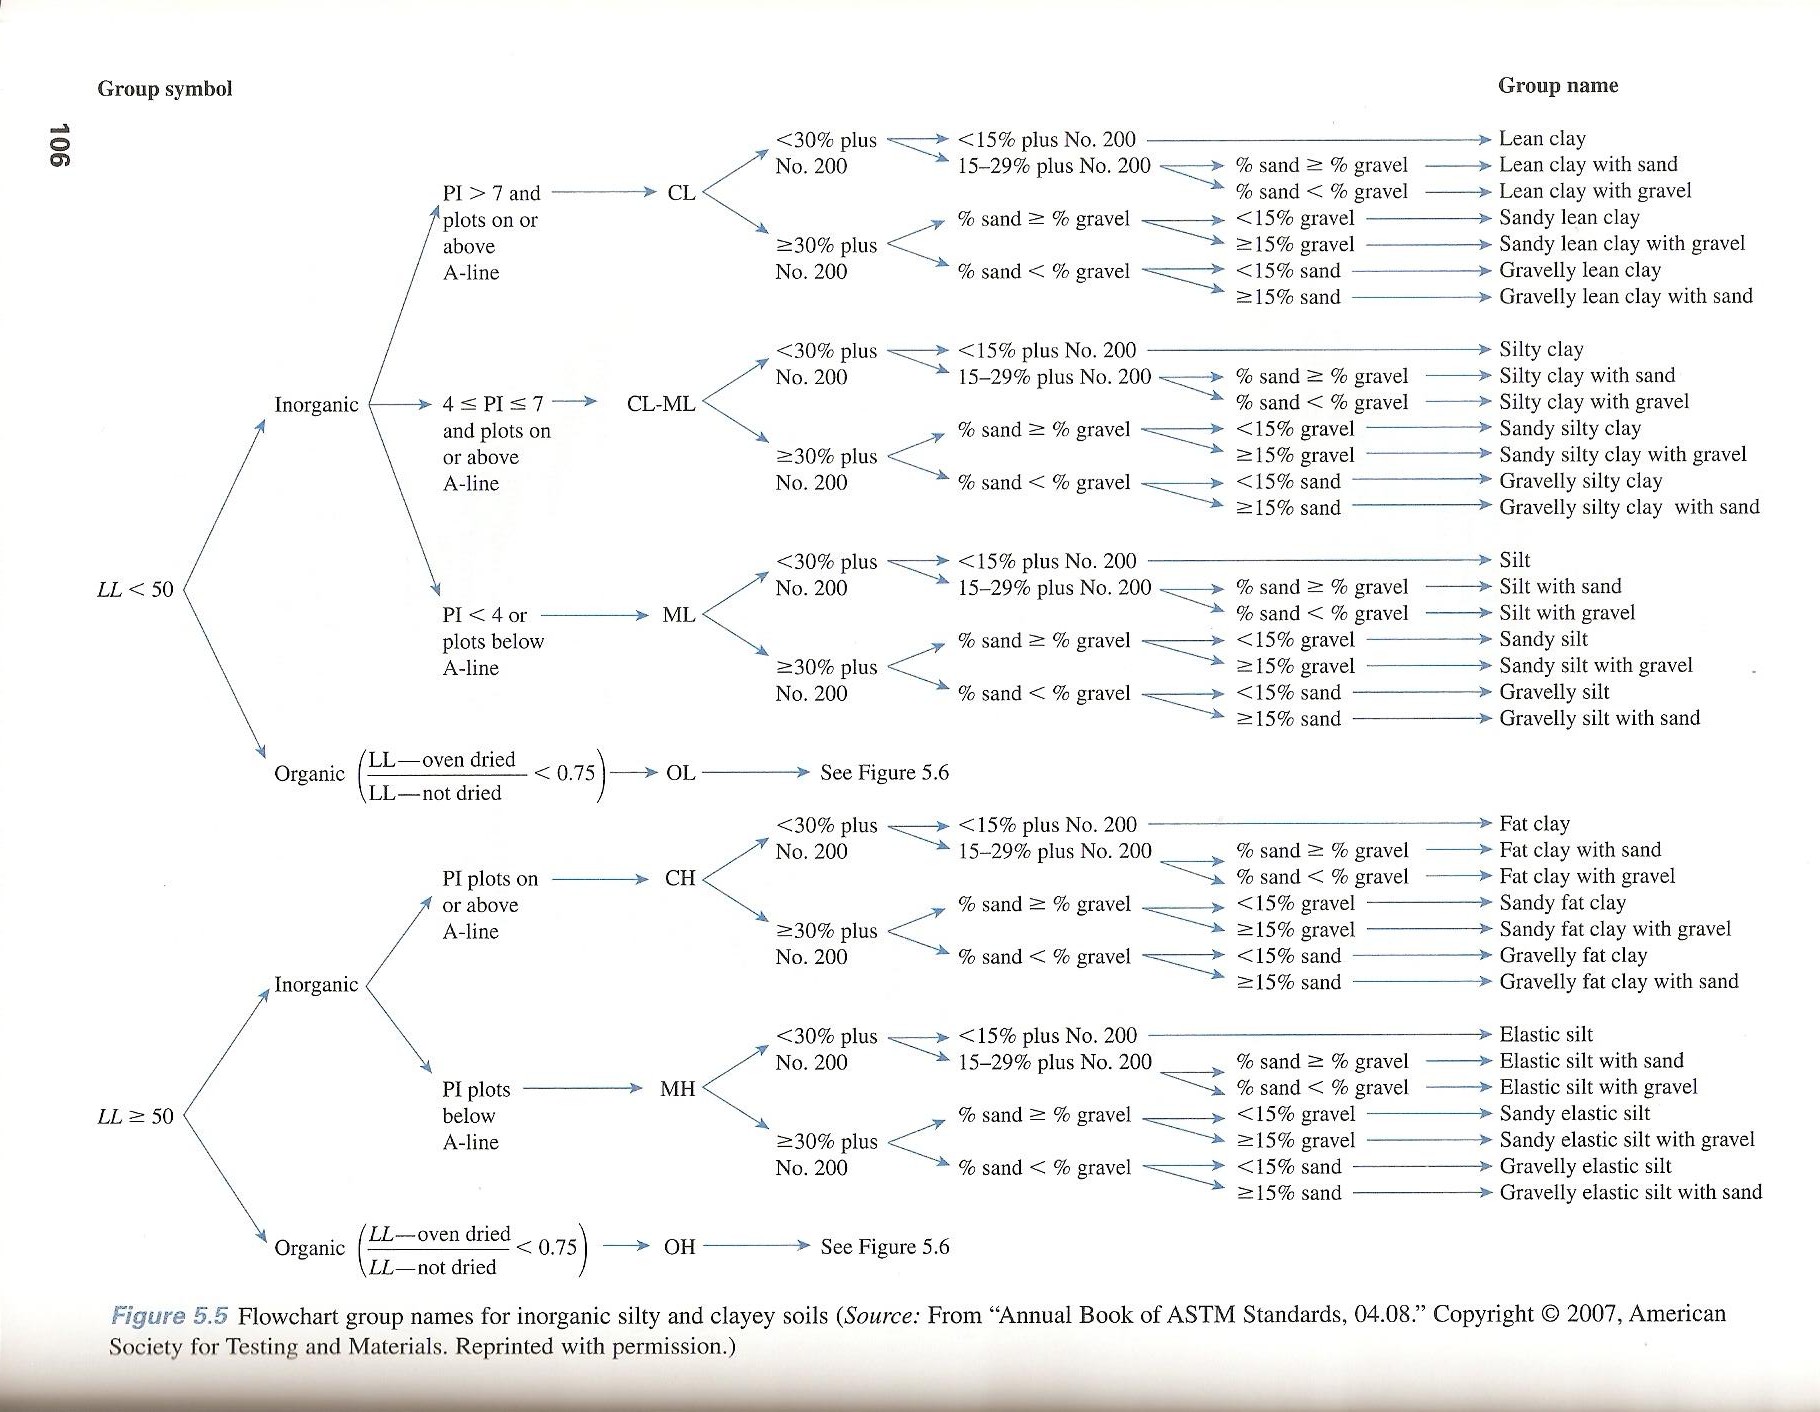 Group symbol
Group name
106
LL < 50
Inorganic
PI > 7 and
plots on or
above
A-line
CL
<30% plus
No. 200
<15% plus No. 200
Lean clay
15–29% plus No. 200
% sand ≥ % gravel
Lean clay with sand
% sand < % gravel
Lean clay with gravel
≥30% plus
No. 200
% sand ≥ % gravel
<15% gravel
Sandy lean clay
≥15% gravel
Sandy lean clay with gravel
% sand < % gravel
<15% sand
Gravelly lean clay
≥15% sand
Gravelly lean clay with sand
4 ≤ PI ≤ 7
and plots on
or above
A-line
CL-ML
<30% plus
No. 200
<15% plus No. 200
Silty clay
15–29% plus No. 200
% sand ≥ % gravel
Silty clay with sand
% sand < % gravel
Silty clay with gravel
≥30% plus
No. 200
% sand ≥ % gravel
<15% gravel
Sandy silty clay
≥15% gravel
Sandy silty clay with gravel
% sand < % gravel
<15% sand
Gravelly silty clay
≥15% sand
Gravelly silty clay with sand
PI < 4 or
plots below
A-line
ML
<30% plus
No. 200
<15% plus No. 200
Silt
15–29% plus No. 200
% sand ≥ % gravel
Silt with sand
% sand < % gravel
Silt with gravel
≥30% plus
No. 200
% sand ≥ % gravel
<15% gravel
Sandy silt
≥15% gravel
Sandy silt with gravel
% sand < % gravel
<15% sand
Gravelly silt
≥15% sand
Gravelly silt with sand
Organic
LL—oven dried
LL—not dried
< 0.75
OL
See Figure 5.6
LL ≥ 50
Inorganic
PI plots on
or above
A-line
CH
<30% plus
No. 200
<15% plus No. 200
Fat clay
15–29% plus No. 200
% sand ≥ % gravel
Fat clay with sand
% sand < % gravel
Fat clay with gravel
≥30% plus
No. 200
% sand ≥ % gravel
<15% gravel
Sandy fat clay
≥15% gravel
Sandy fat clay with gravel
% sand < % gravel
<15% sand
Gravelly fat clay
≥15% sand
Gravelly fat clay with sand
PI plots
below
A-line
MH
<30% plus
No. 200
<15% plus No. 200
Elastic silt
15–29% plus No. 200
% sand ≥ % gravel
Elastic silt with sand
% sand < % gravel
Elastic silt with gravel
≥30% plus
No. 200
% sand ≥ % gravel
<15% gravel
Sandy elastic silt
≥15% gravel
Sandy elastic silt with gravel
% sand < % gravel
<15% sand
Gravelly elastic silt
≥15% sand
Gravelly elastic silt with sand
Organic
LL—oven dried
LL—not dried
< 0.75
OH
See Figure 5.6
Figure 5.5 Flowchart group names for inorganic silty and clayey soils (Source: From “Annual Book of ASTM Standards, 04.08.” Copyright © 2007, American
Society for Testing and Materials. Reprinted with permission.)